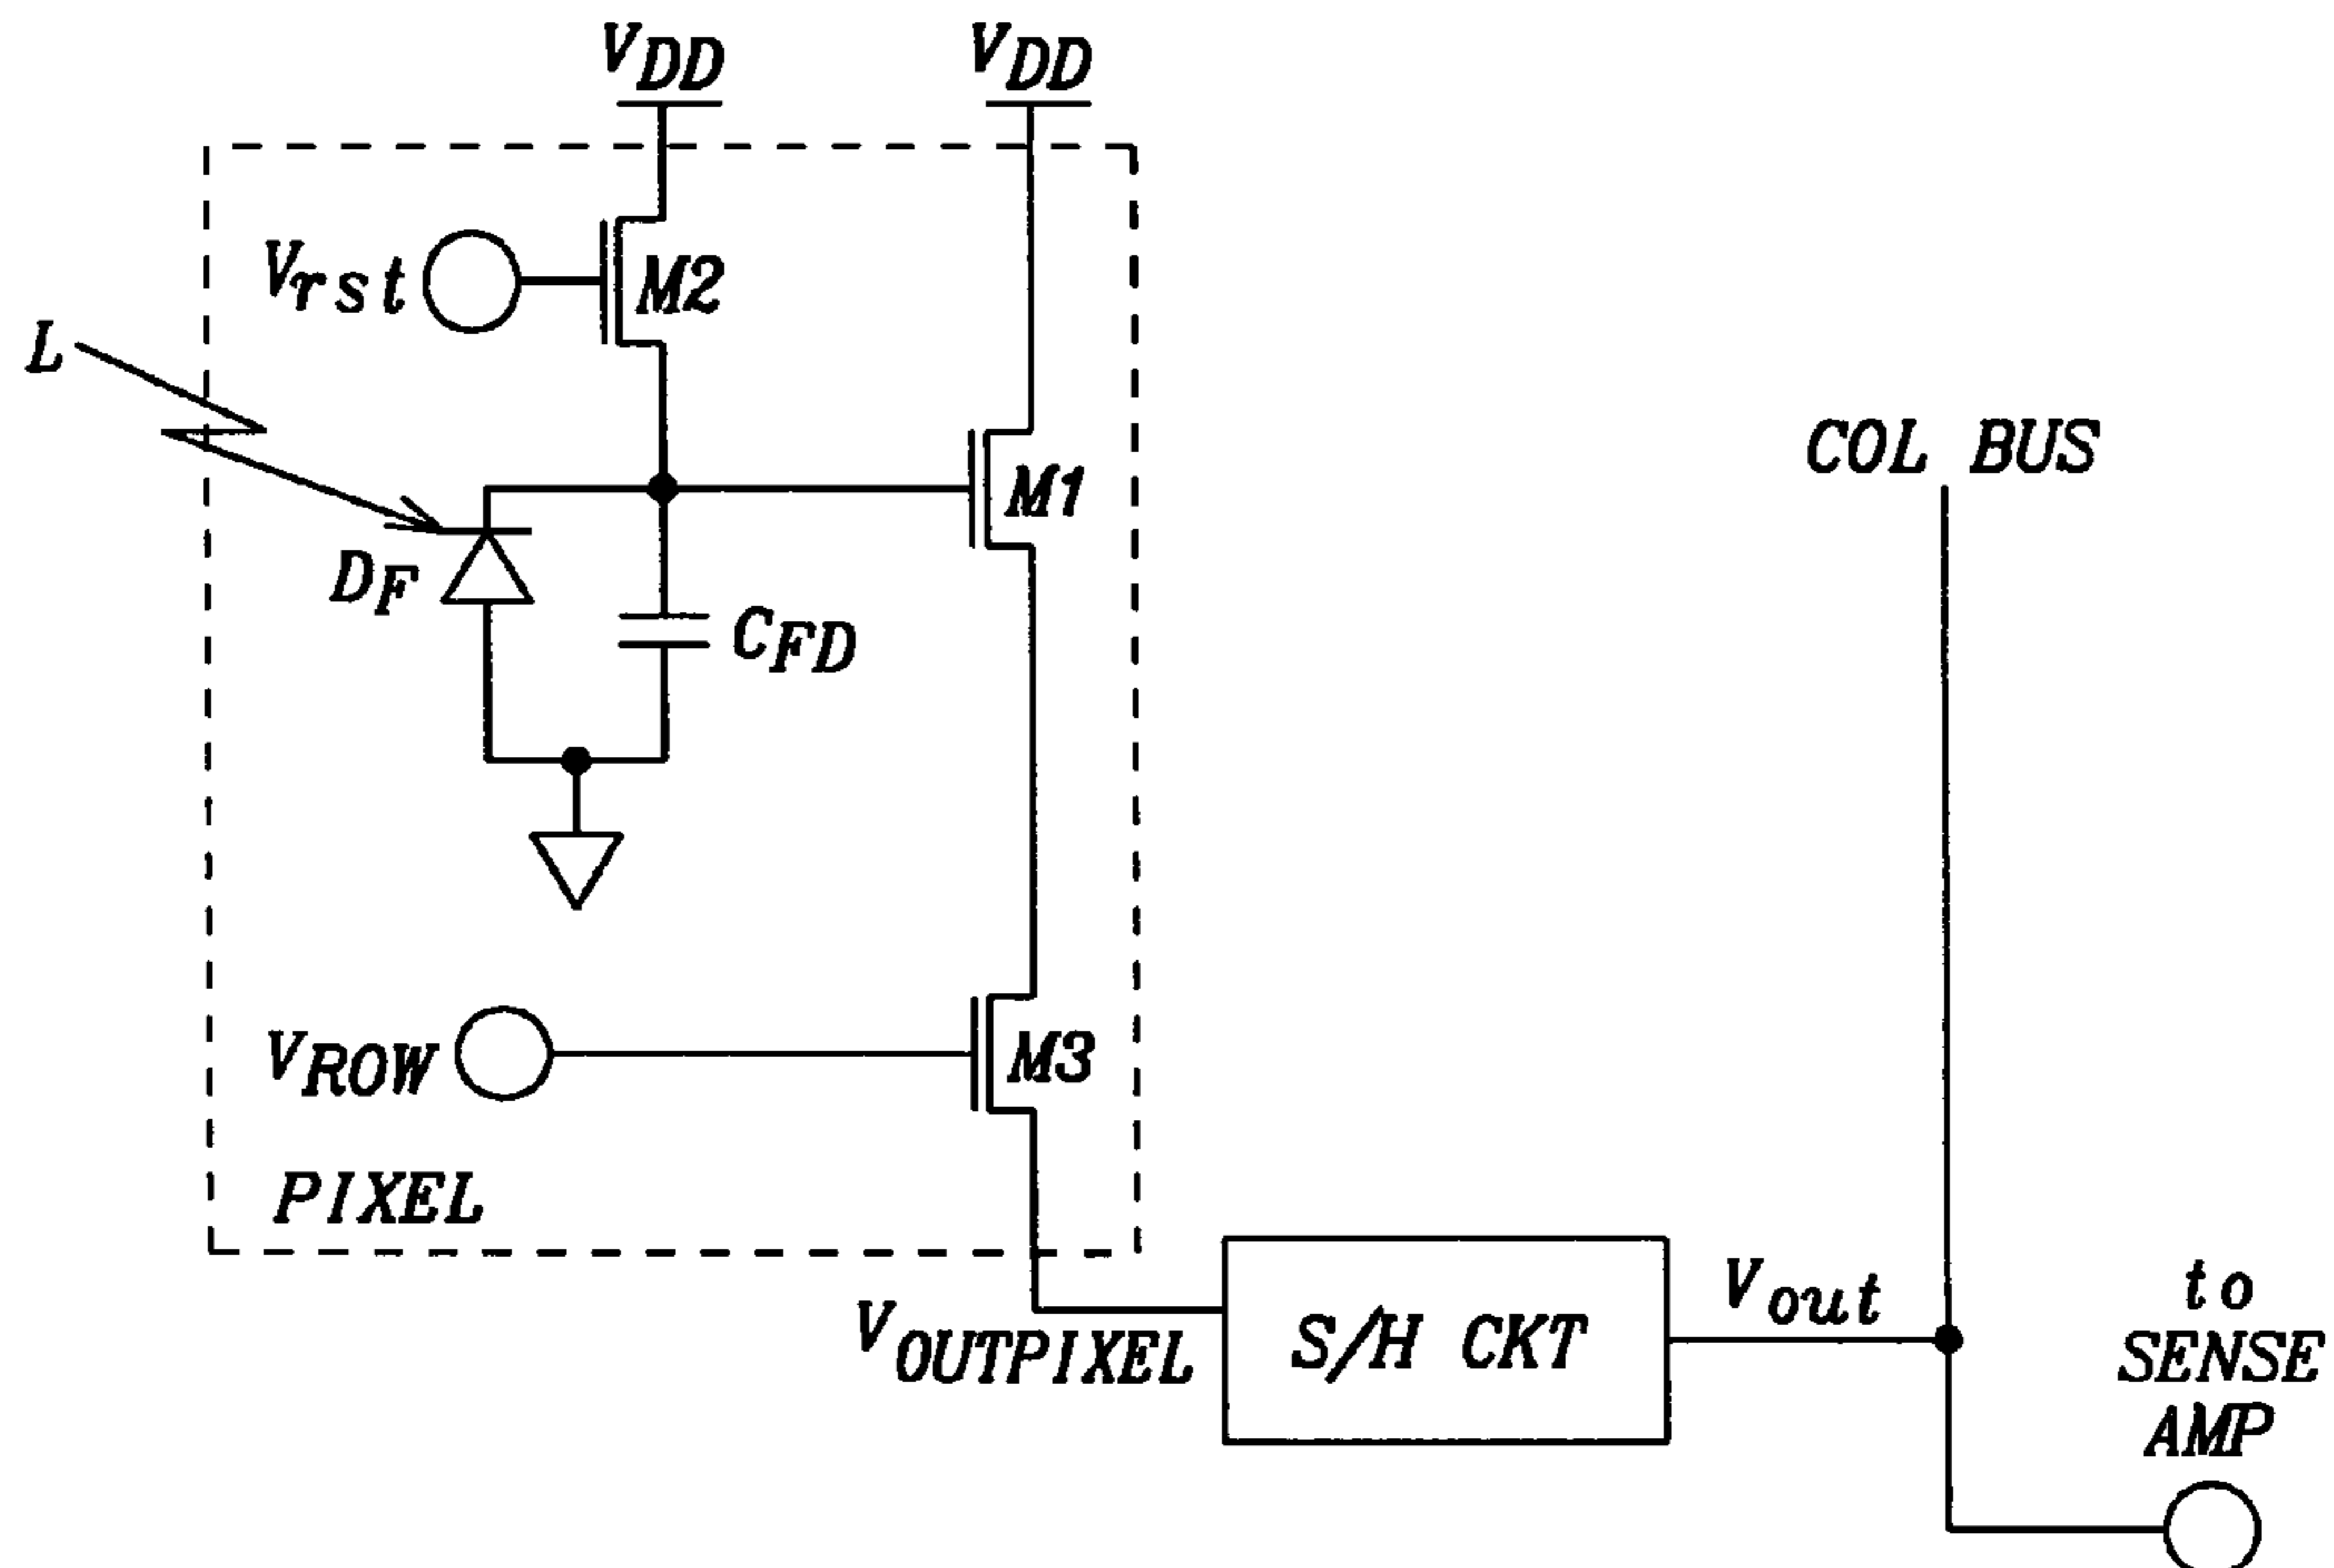 VDD
VDD
Vrst
M2
L
M1
COL BUS
DF
CFD
VROW
M3
PIXEL
VOUTPIXEL
S/H CKT
Vout
to
SENSE
AMP